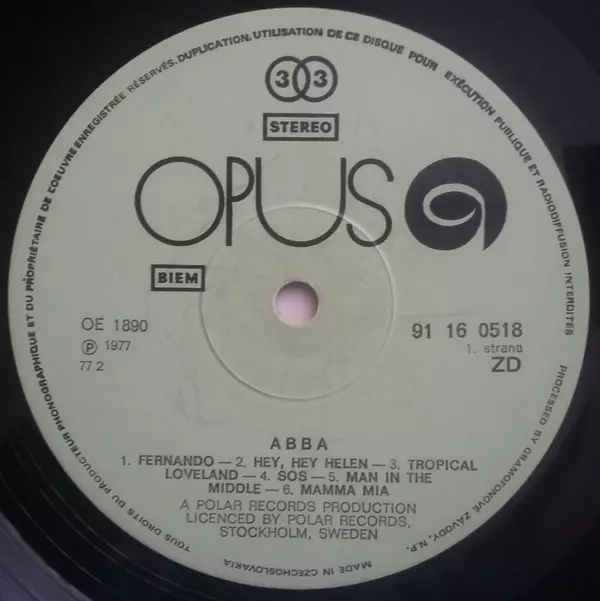 TOUS DROITS DU PRODUCTEUR PHONOGRAPHIQUE ET DU PROPRIÉTAIRE DE L'OEUVRE ENREGISTRÉE RÉSERVÉS. DUPLICATION, UTILISATION DE CE DISQUE POUR EXÉCUTION PUBLIQUE ET RADIODIFFUSION INTERDITES
33
STEREO
OPUS
BIEM
OE 1890
℗ 1977
77 2
91 16 0518
1. strana
ZD
ABBA
1. FERNANDO — 2. HEY, HEY HELEN — 3. TROPICAL
LOVELAND — 4. SOS — 5. MAN IN THE
MIDDLE — 6. MAMMA MIA
A POLAR RECORDS PRODUCTION
LICENCED BY POLAR RECORDS,
STOCKHOLM, SWEDEN
PROCESSED BY GRAMOFONOVÉ ZÁVODY, N.P.
MADE IN CZECHOSLOVAKIA